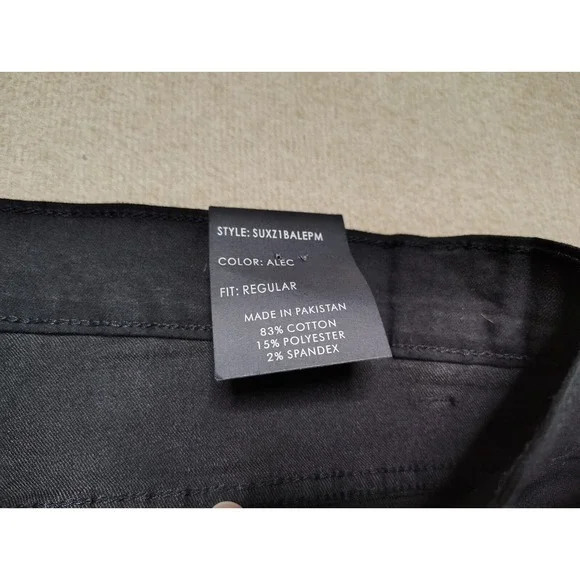 STYLE: SUXZ1BALEPM
COLOR: ALEC
FIT: REGULAR
MADE IN PAKISTAN
83% COTTON
15% POLYESTER
2% SPANDEX